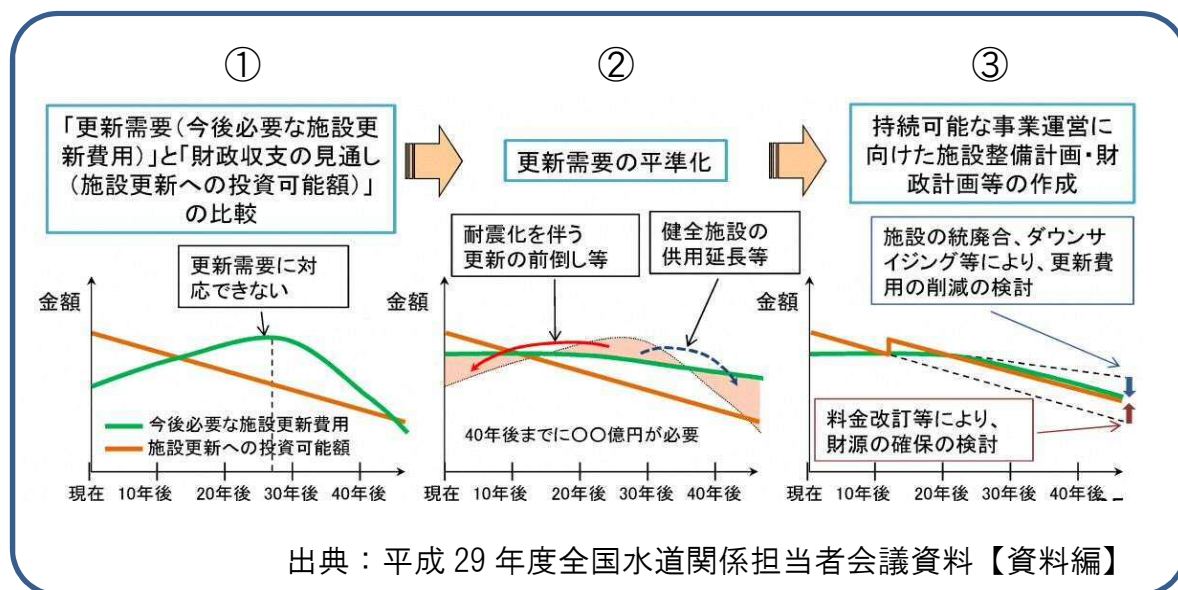 ①
「更新需要(今後必要な施設更
新費用)」と「財政収支の見通し
(施設更新への投資可能額)」
の比較
更新需要に対
応できない
金額
今後必要な施設更新費用
施設更新への投資可能額
現在 10年後 20年後 30年後 40年後
②
更新需要の平準化
耐震化を伴う
更新の前倒し等
健全施設の
供用延長等
金額
40年後までに〇〇億円が必要
現在 10年後 20年後 30年後 40年後
③
持続可能な事業運営に
向けた施設整備計画・財
政計画等の作成
施設の統廃合、ダウンサ
イジング等により、更新費
用の削減の検討
金額
料金改訂等により、
財源の確保の検討
現在 10年後 20年後 30年後 40年後
出典：平成 29 年度全国水道関係担当者会議資料【資料編】